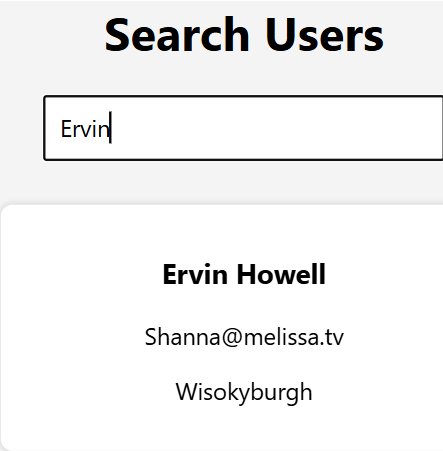 Search Users
Ervin
Ervin Howell
Shanna@melissa.tv
Wisokyburgh